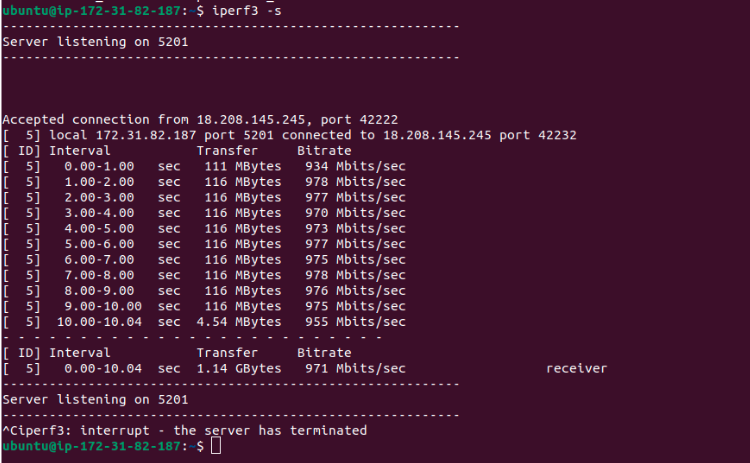 ubuntu@ip-172-31-82-187:~$ iperf3 -s
-----------------------------------------------------------
Server listening on 5201
-----------------------------------------------------------
Accepted connection from 18.208.145.245, port 42222
[  5] local 172.31.82.187 port 5201 connected to 18.208.145.245 port 42232
[ ID] Interval           Transfer     Bitrate
[  5]   0.00-1.00   sec   111 MBytes   934 Mbits/sec
[  5]   1.00-2.00   sec   116 MBytes   978 Mbits/sec
[  5]   2.00-3.00   sec   116 MBytes   977 Mbits/sec
[  5]   3.00-4.00   sec   116 MBytes   970 Mbits/sec
[  5]   4.00-5.00   sec   116 MBytes   973 Mbits/sec
[  5]   5.00-6.00   sec   116 MBytes   977 Mbits/sec
[  5]   6.00-7.00   sec   116 MBytes   975 Mbits/sec
[  5]   7.00-8.00   sec   116 MBytes   978 Mbits/sec
[  5]   8.00-9.00   sec   116 MBytes   976 Mbits/sec
[  5]   9.00-10.00  sec   116 MBytes   975 Mbits/sec
[  5]  10.00-10.04  sec  4.54 MBytes   955 Mbits/sec
- - - - - - - - - - - - - - - - - - - - - - - - -
[ ID] Interval           Transfer     Bitrate
[  5]   0.00-10.04  sec  1.14 GBytes   971 Mbits/sec                  receiver
-----------------------------------------------------------
Server listening on 5201
-----------------------------------------------------------
^Ciperf3: interrupt - the server has terminated
ubuntu@ip-172-31-82-187:~$